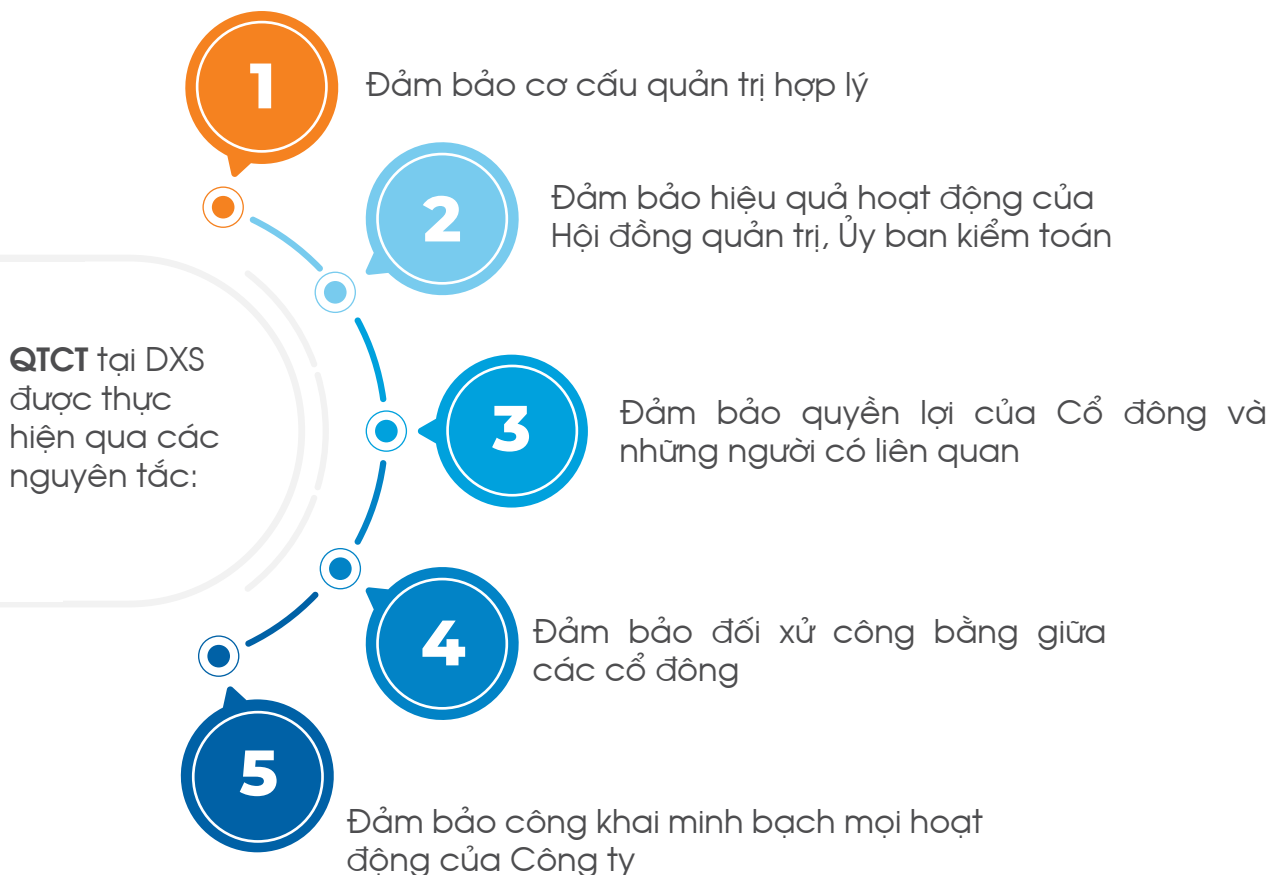 QTCT tại DXS
được thực
hiện qua các
nguyên tắc:
1
Đảm bảo cơ cấu quản trị hợp lý
2
Đảm bảo hiệu quả hoạt động của
Hội đồng quản trị, Ủy ban kiểm toán
3
Đảm bảo quyền lợi của Cổ đông và
những người có liên quan
4
Đảm bảo đối xử công bằng giữa
các cổ đông
5
Đảm bảo công khai minh bạch mọi hoạt
động của Công ty